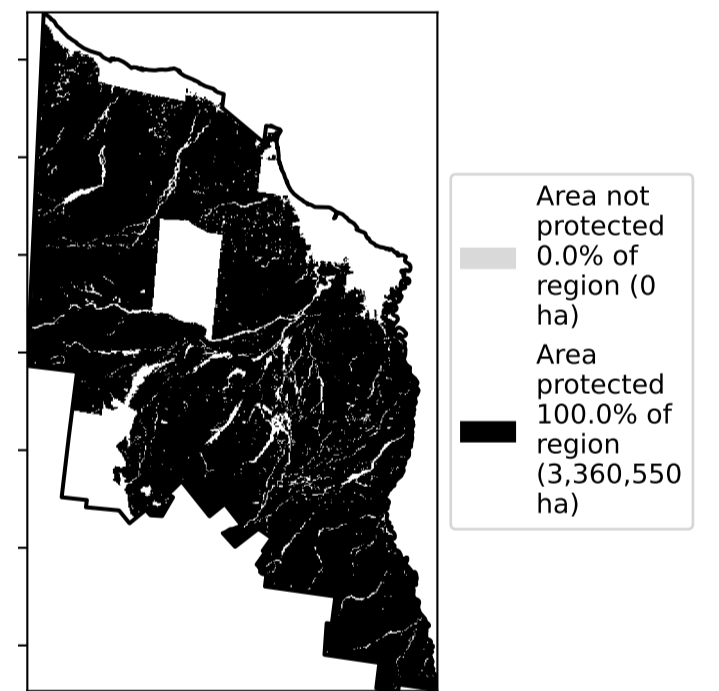 Area not
protected
0.0% of
region (0
ha)
Area
protected
100.0% of
region
(3,360,550
ha)